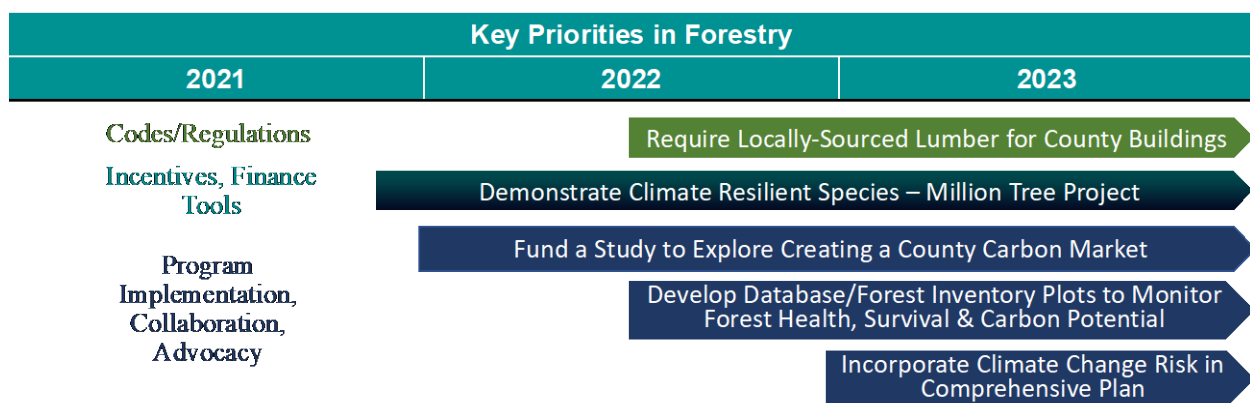 Key Priorities in Forestry
2021 2022 2023
Codes/Regulations
Require Locally-Sourced Lumber for County Buildings
Incentives, Finance
Tools
Demonstrate Climate Resilient Species – Million Tree Project
Program
Implementation,
Collaboration,
Advocacy
Fund a Study to Explore Creating a County Carbon Market
Develop Database/Forest Inventory Plots to Monitor
Forest Health, Survival & Carbon Potential
Incorporate Climate Change Risk in
Comprehensive Plan